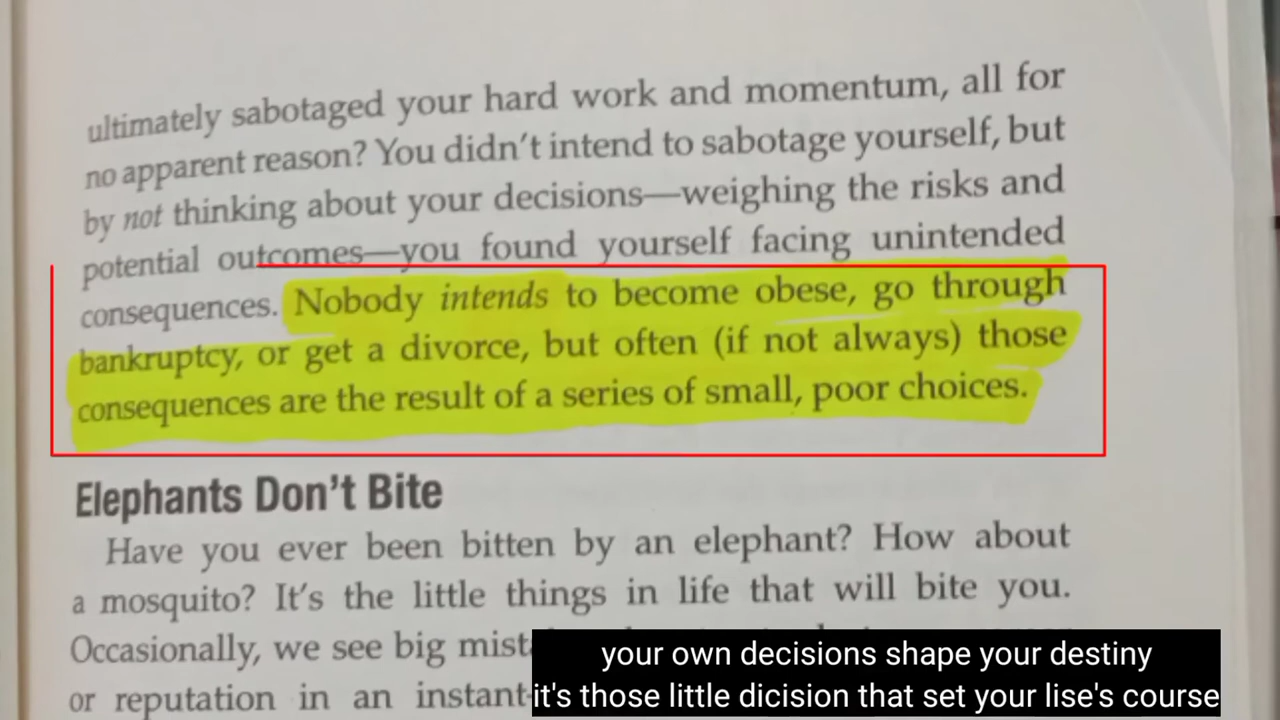 ultimately sabotaged your hard work and momentum, all for
no apparent reason? You didn't intend to sabotage yourself, but
by not thinking about your decisions—weighing the risks and
potential outcomes—you found yourself facing unintended
consequences. Nobody intends to become obese, go through
bankruptcy, or get a divorce, but often (if not always) those
consequences are the result of a series of small, poor choices.
Elephants Don't Bite
Have you ever been bitten by an elephant? How about
a mosquito? It's the little things in life that will bite you.
Occasionally, we see big
or reputation in an instant
your own decisions shape your destiny
it's those little dicision that set your lise's course